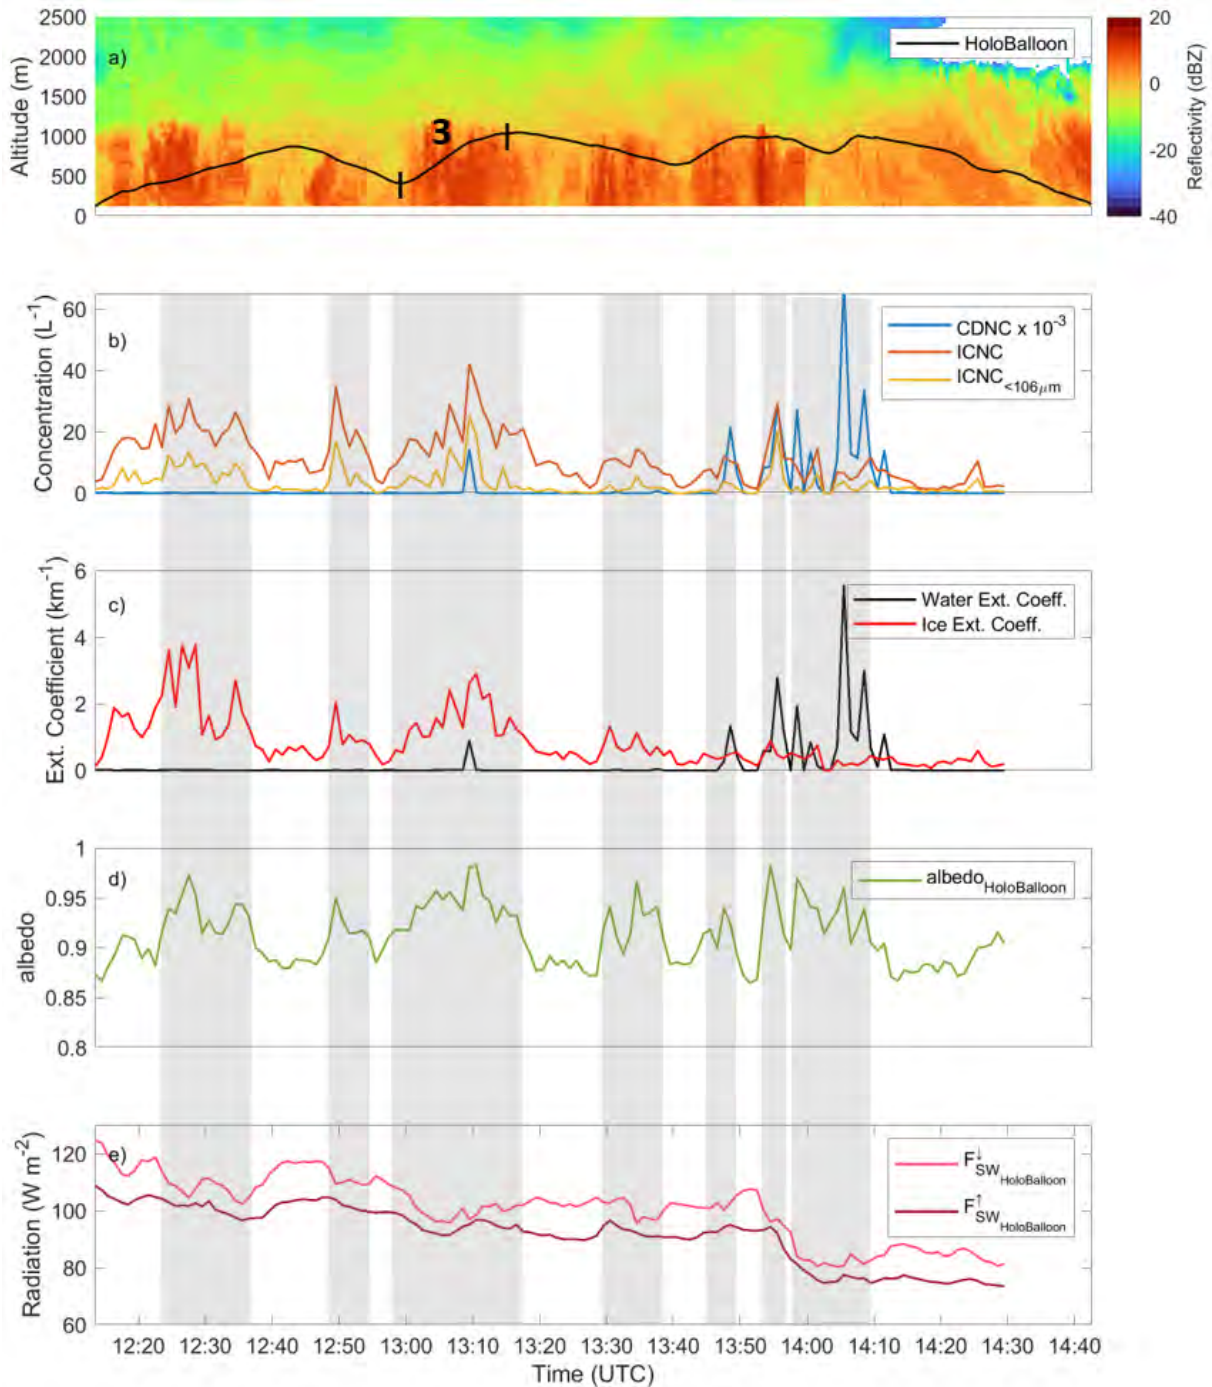 2500
2000
1500
1000
500
0
Altitude (m)
a)
3
HoloBalloon
20
0
-20
-40
Reflectivity (dBZ)
60
40
20
0
Concentration (L⁻¹)
b)
CDNC x 10⁻³
ICNC
ICNC<106μm
6
4
2
0
Ext. Coefficient (km⁻¹)
c)
Water Ext. Coeff.
Ice Ext. Coeff.
1
0.95
0.9
0.85
0.8
albedo
d)
albedoHoloBalloon
120
100
80
60
Radiation (W m⁻²)
e)
F↓SWHoloBalloon
F↑SWHoloBalloon
12:20 12:30 12:40 12:50 13:00 13:10 13:20 13:30 13:40 13:50 14:00 14:10 14:20 14:30 14:40
Time (UTC)